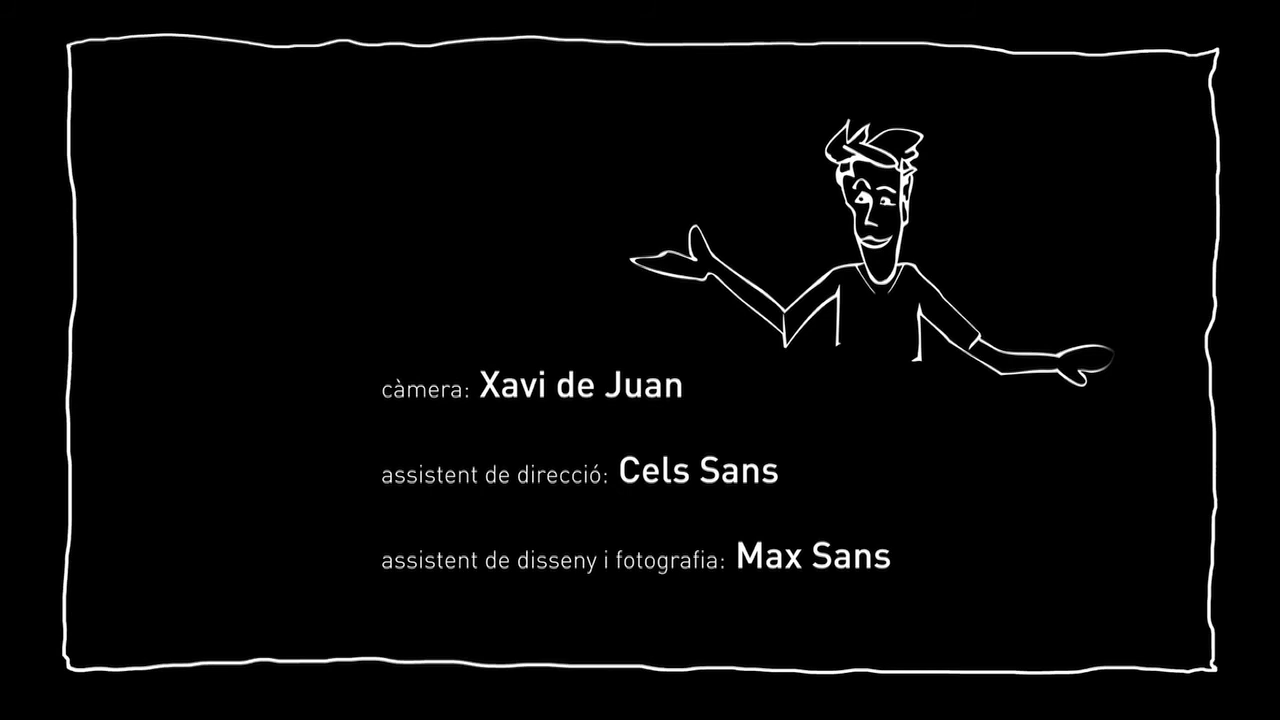 càmera: Xavi de Juan
assistent de direcció: Cels Sans
assistent de disseny i fotografia: Max Sans